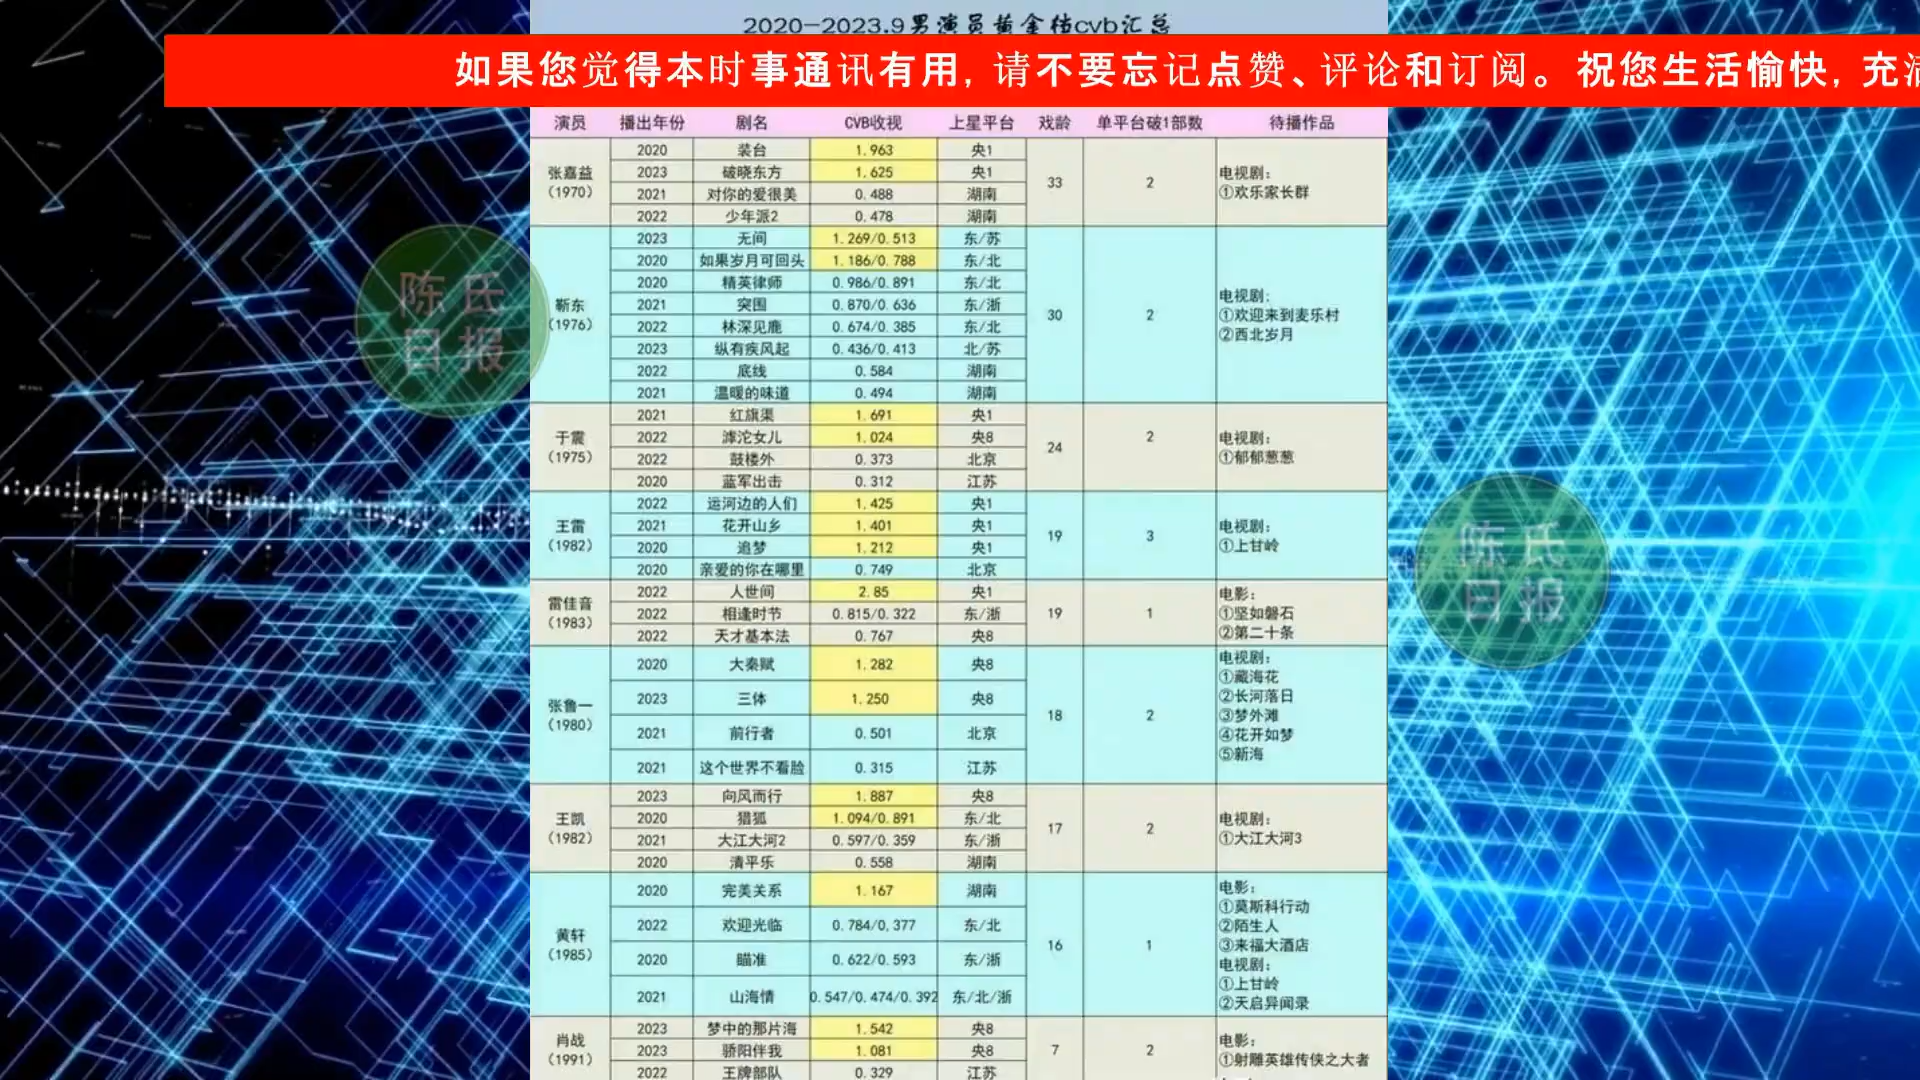 2020-2023.9男演员黄金档cvb汇总
如果您觉得本时事通讯有用, 请不要忘记点赞、评论和订阅。祝您生活愉快, 充满
演员 播出年份 剧名 CVB收视 上星平台 戏龄 单平台破1部数 待播作品
张嘉益 (1970) 33 2
2020 装台 1.963 央1
2023 破晓东方 1.625 央1
2021 对你的爱很美 0.488 湖南
2022 少年派2 0.478 湖南
电视剧:
①欢乐家长群
靳东 (1976) 30 2
2023 无间 1.269/0.513 东/苏
2020 如果岁月可回头 1.186/0.788 东/北
2020 精英律师 0.986/0.891 东/北
2021 突围 0.870/0.636 东/浙
2022 林深见鹿 0.674/0.385 东/北
2023 纵有疾风起 0.436/0.413 北/苏
2022 底线 0.584 湖南
2021 温暖的味道 0.494 湖南
电视剧:
①欢迎来到麦乐村
②西北岁月
于震 (1975) 24 2
2021 红旗渠 1.691 央1
2022 滹沱女儿 1.024 央8
2022 鼓楼外 0.373 北京
2020 蓝军出击 0.312 江苏
电视剧:
①郁郁葱葱
王雷 (1982) 19 3
2022 运河边的人们 1.425 央1
2021 花开山乡 1.401 央1
2020 追梦 1.212 央1
2020 亲爱的你在哪里 0.749 北京
电视剧:
①上甘岭
雷佳音 (1983) 19 1
2022 人世间 2.85 央1
2022 相逢时节 0.815/0.322 东/浙
2022 天才基本法 0.767 央8
电影:
①坚如磐石
②第二十条
张鲁一 (1980) 18 2
2020 大秦赋 1.282 央8
2023 三体 1.250 央8
2021 前行者 0.501 北京
2021 这个世界不看脸 0.315 江苏
电视剧:
①藏海花
②长河落日
③梦外滩
④花开如梦
⑤新海
王凯 (1982) 17 2
2023 向风而行 1.887 央8
2020 猎狐 1.094/0.891 东/北
2021 大江大河2 0.597/0.359 东/浙
2020 清平乐 0.558 湖南
电视剧:
①大江大河3
黄轩 (1985) 16 1
2020 完美关系 1.167 湖南
2022 欢迎光临 0.784/0,377 东/北
2020 瞄准 0.622/0.593 东/浙
2021 山海情 0.547/0.474/0.392 东/北/浙
电影:
①莫斯科行动
②陌生人
③来福大酒店
电视剧:
①上甘岭
②天启异闻录
肖战 (1991) 7 2
2023 梦中的那片海 1.542 央8
2023 骄阳伴我 1.081 央8
2022 王牌部队 0.329 江苏
电影:
①射雕英雄传侠之大者
陈氏
日报
陈氏
日报